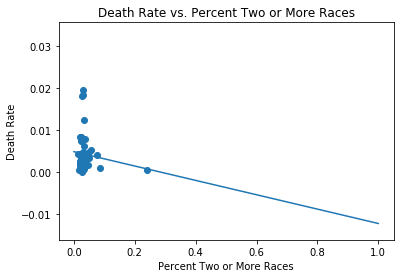 Death Rate vs. Percent Two or More Races
0.03
0.02
0.01
0.00
−0.01
Death Rate
0.0 0.2 0.4 0.6 0.8 1.0
Percent Two or More Races